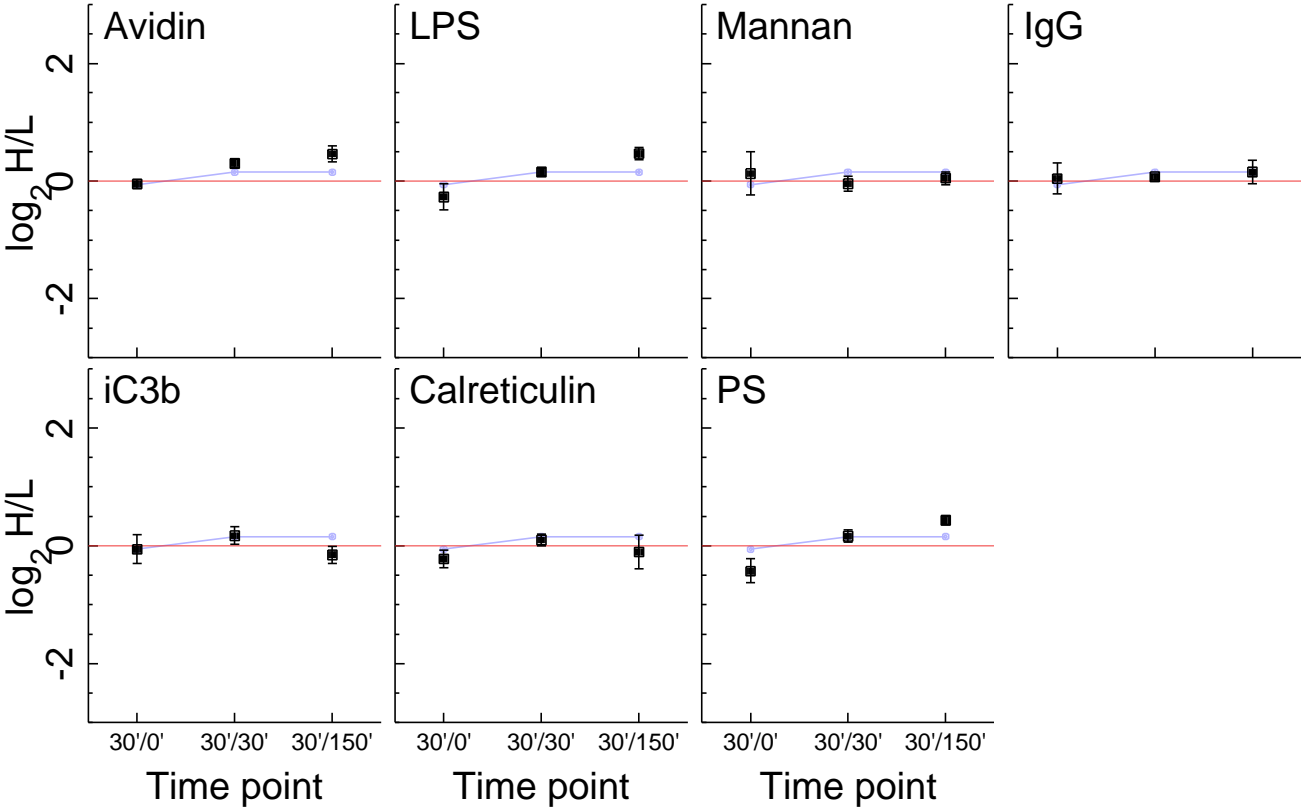 Avidin
LPS
Mannan
IgG
log2 H/L
2
0
-2
iC3b
Calreticulin
PS
log2 H/L
2
0
-2
30'/0' 30'/30' 30'/150'
30'/0' 30'/30' 30'/150'
30'/0' 30'/30' 30'/150'
Time point
Time point
Time point